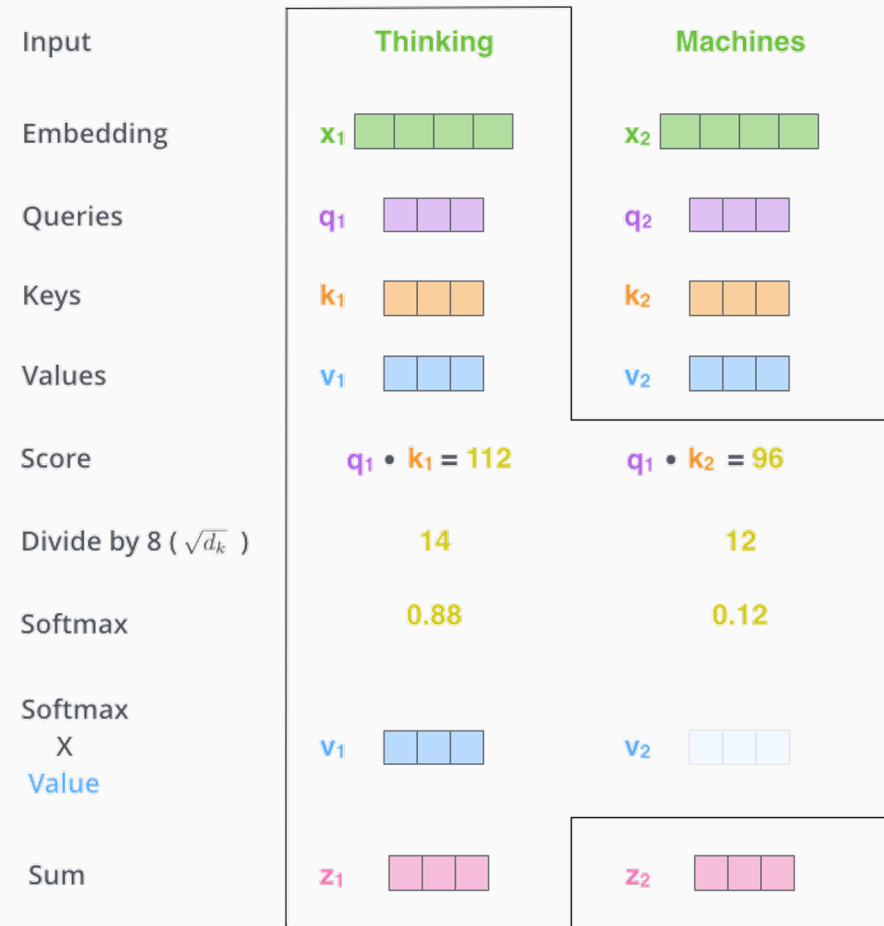 Input Thinking Machines
Embedding x₁ x₂
Queries q₁ q₂
Keys k₁ k₂
Values v₁ v₂
Score q₁ • k₁ = 112 q₁ • k₂ = 96
Divide by 8 ( √dₖ ) 14 12
Softmax 0.88 0.12
Softmax
X v₁ v₂
Value
Sum z₁ z₂